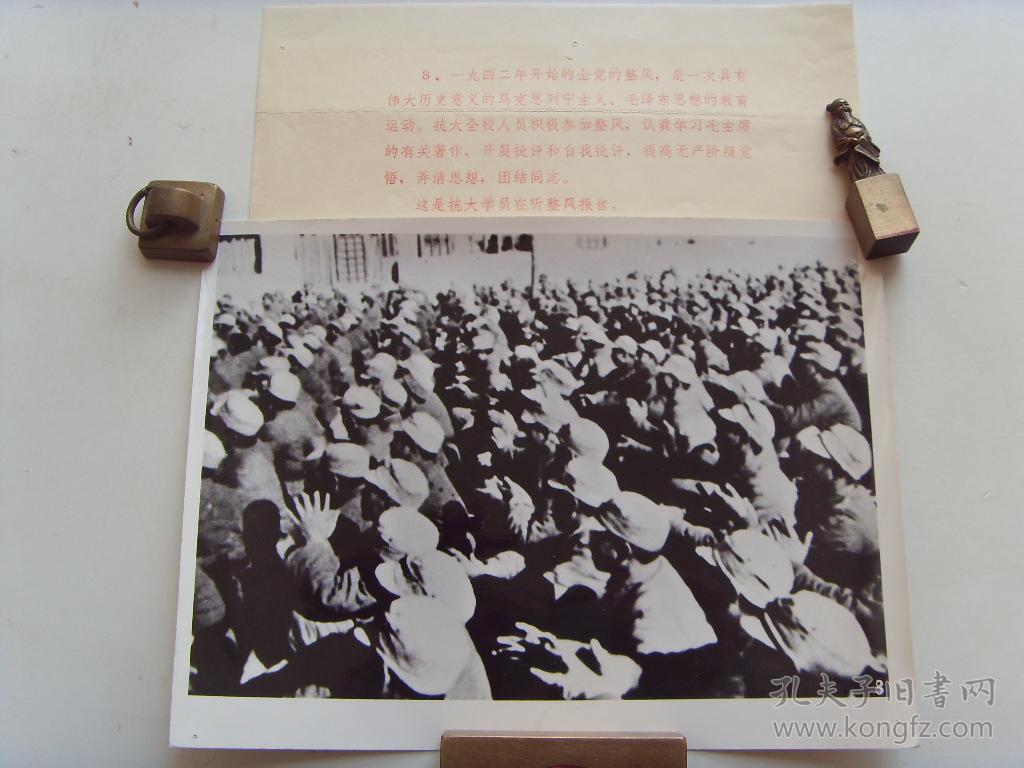 8．一九四二年开始的全党的整风，是一次具有
伟大历史意义的马克思列宁主义、毛泽东思想的教育
运动。抗大全校人员积极参加整风，认真学习毛主席
的有关著作，开展批评和自我批评，提高无产阶级觉
悟，弄清思想，团结同志。
这是抗大学员在听整风报告。
8
孔夫子旧書网
www.kongfz.com